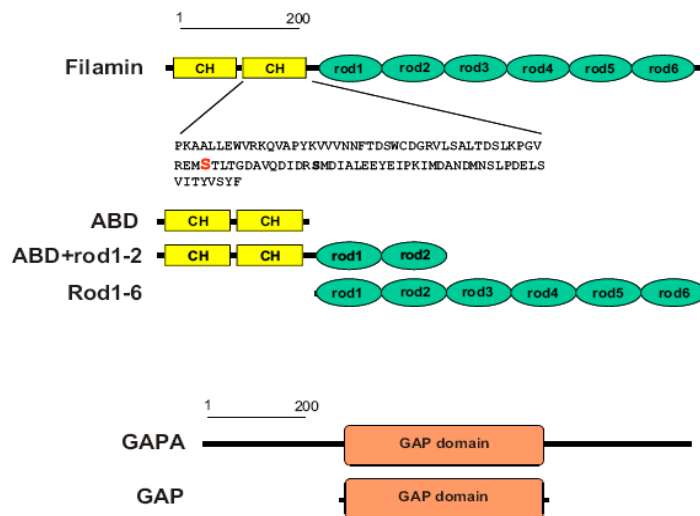 1 200
Filamin CH CH rod1 rod2 rod3 rod4 rod5 rod6
PKAALLEWVRKQVAPYKVVVNNFTDSWCDGRVLSALTDSLKPGV
REMSTLTGDAVQDIDRSMDIALEEYEIPKIMDANDMNSLPDELS
VITYVSYF
ABD CH CH
ABD+rod1-2 CH CH rod1 rod2
Rod1-6 rod1 rod2 rod3 rod4 rod5 rod6
1 200
GAPA GAP domain
GAP GAP domain